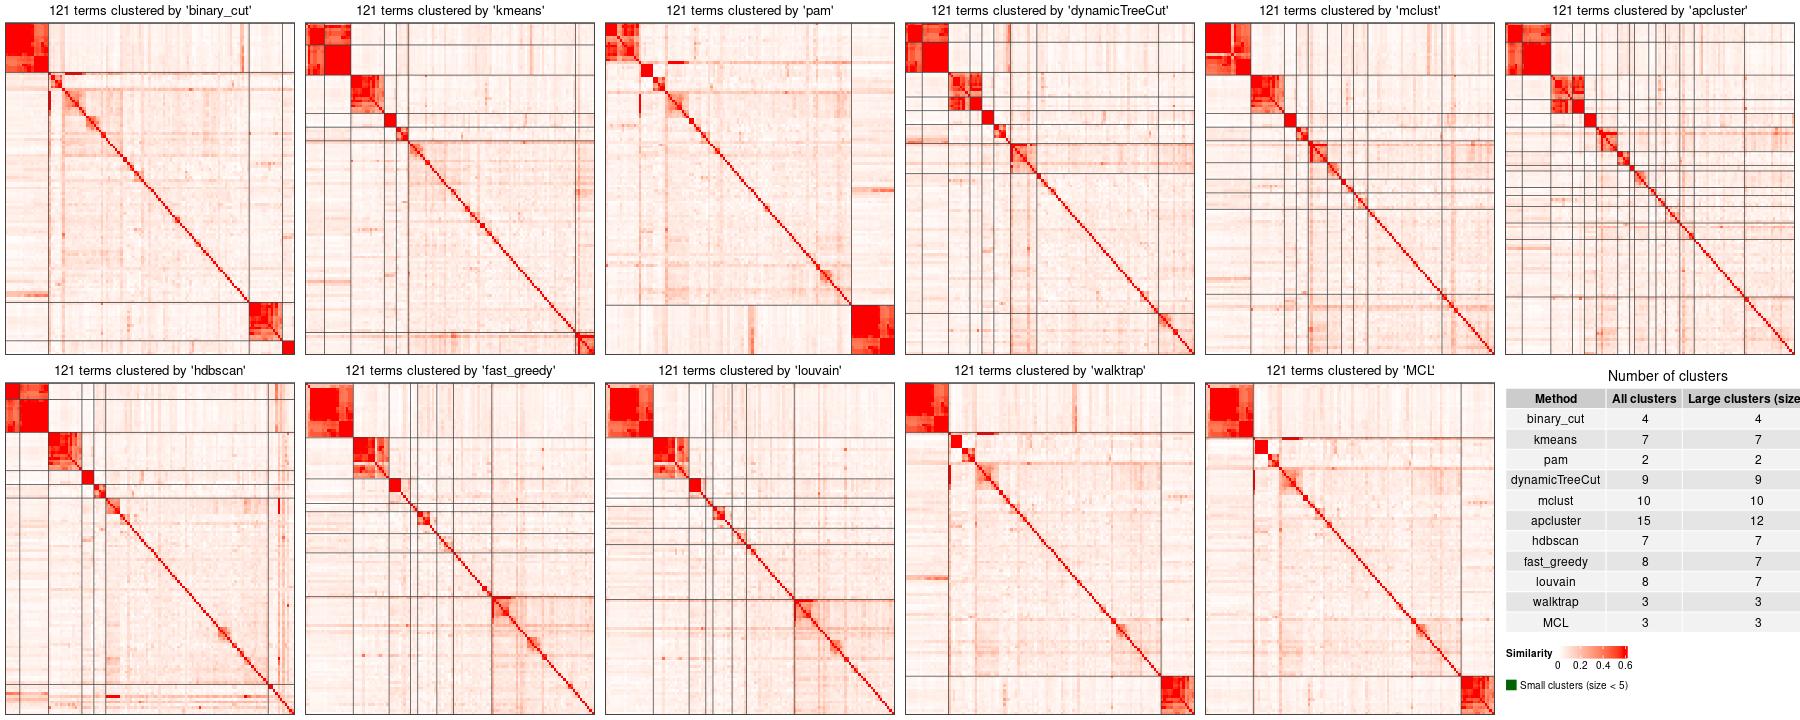 121 terms clustered by 'binary_cut'
121 terms clustered by 'kmeans'
121 terms clustered by 'pam'
121 terms clustered by 'dynamicTreeCut'
121 terms clustered by 'mclust'
121 terms clustered by 'apcluster'
121 terms clustered by 'hdbscan'
121 terms clustered by 'fast_greedy'
121 terms clustered by 'louvain'
121 terms clustered by 'walktrap'
121 terms clustered by 'MCL'
Number of clusters
Method All clusters Large clusters (size
binary_cut 4 4
kmeans 7 7
pam 2 2
dynamicTreeCut 9 9
mclust 10 10
apcluster 15 12
hdbscan 7 7
fast_greedy 8 7
louvain 8 7
walktrap 3 3
MCL 3 3
Similarity
0 0.2 0.4 0.6
Small clusters (size < 5)